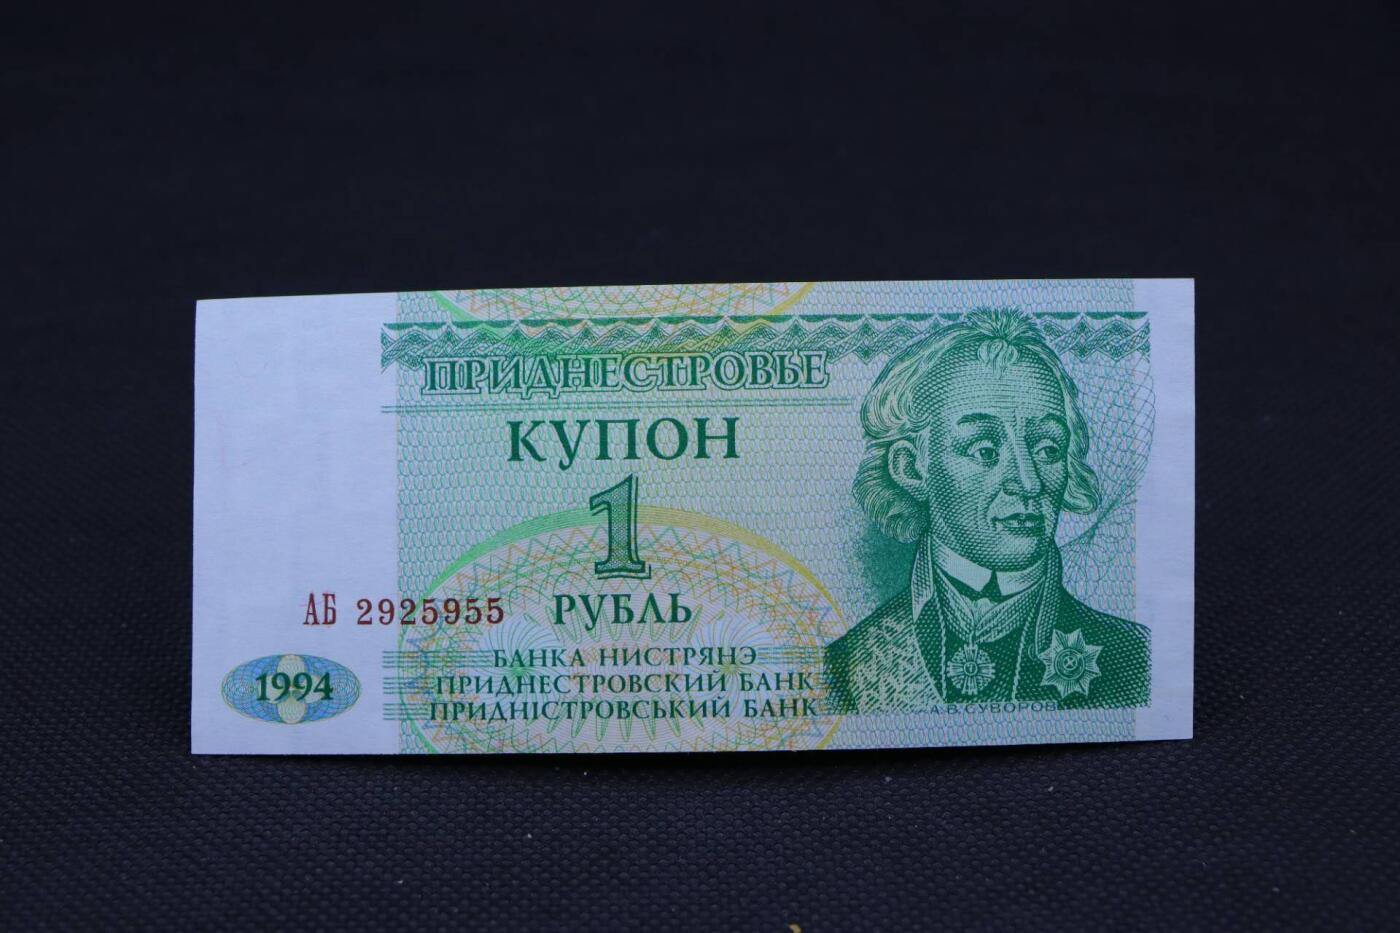 ПРИДНЕСТРОВЬЕ
КУПОН
1
РУБЛЬ
АБ 2925955
1994
БАНКА НИСТРЯНЭ
ПРИДНЕСТРОВСКИЙ БАНК
ПРИДНІСТРОВСЬКИЙ БАНК
А.В. СУВОРОВ